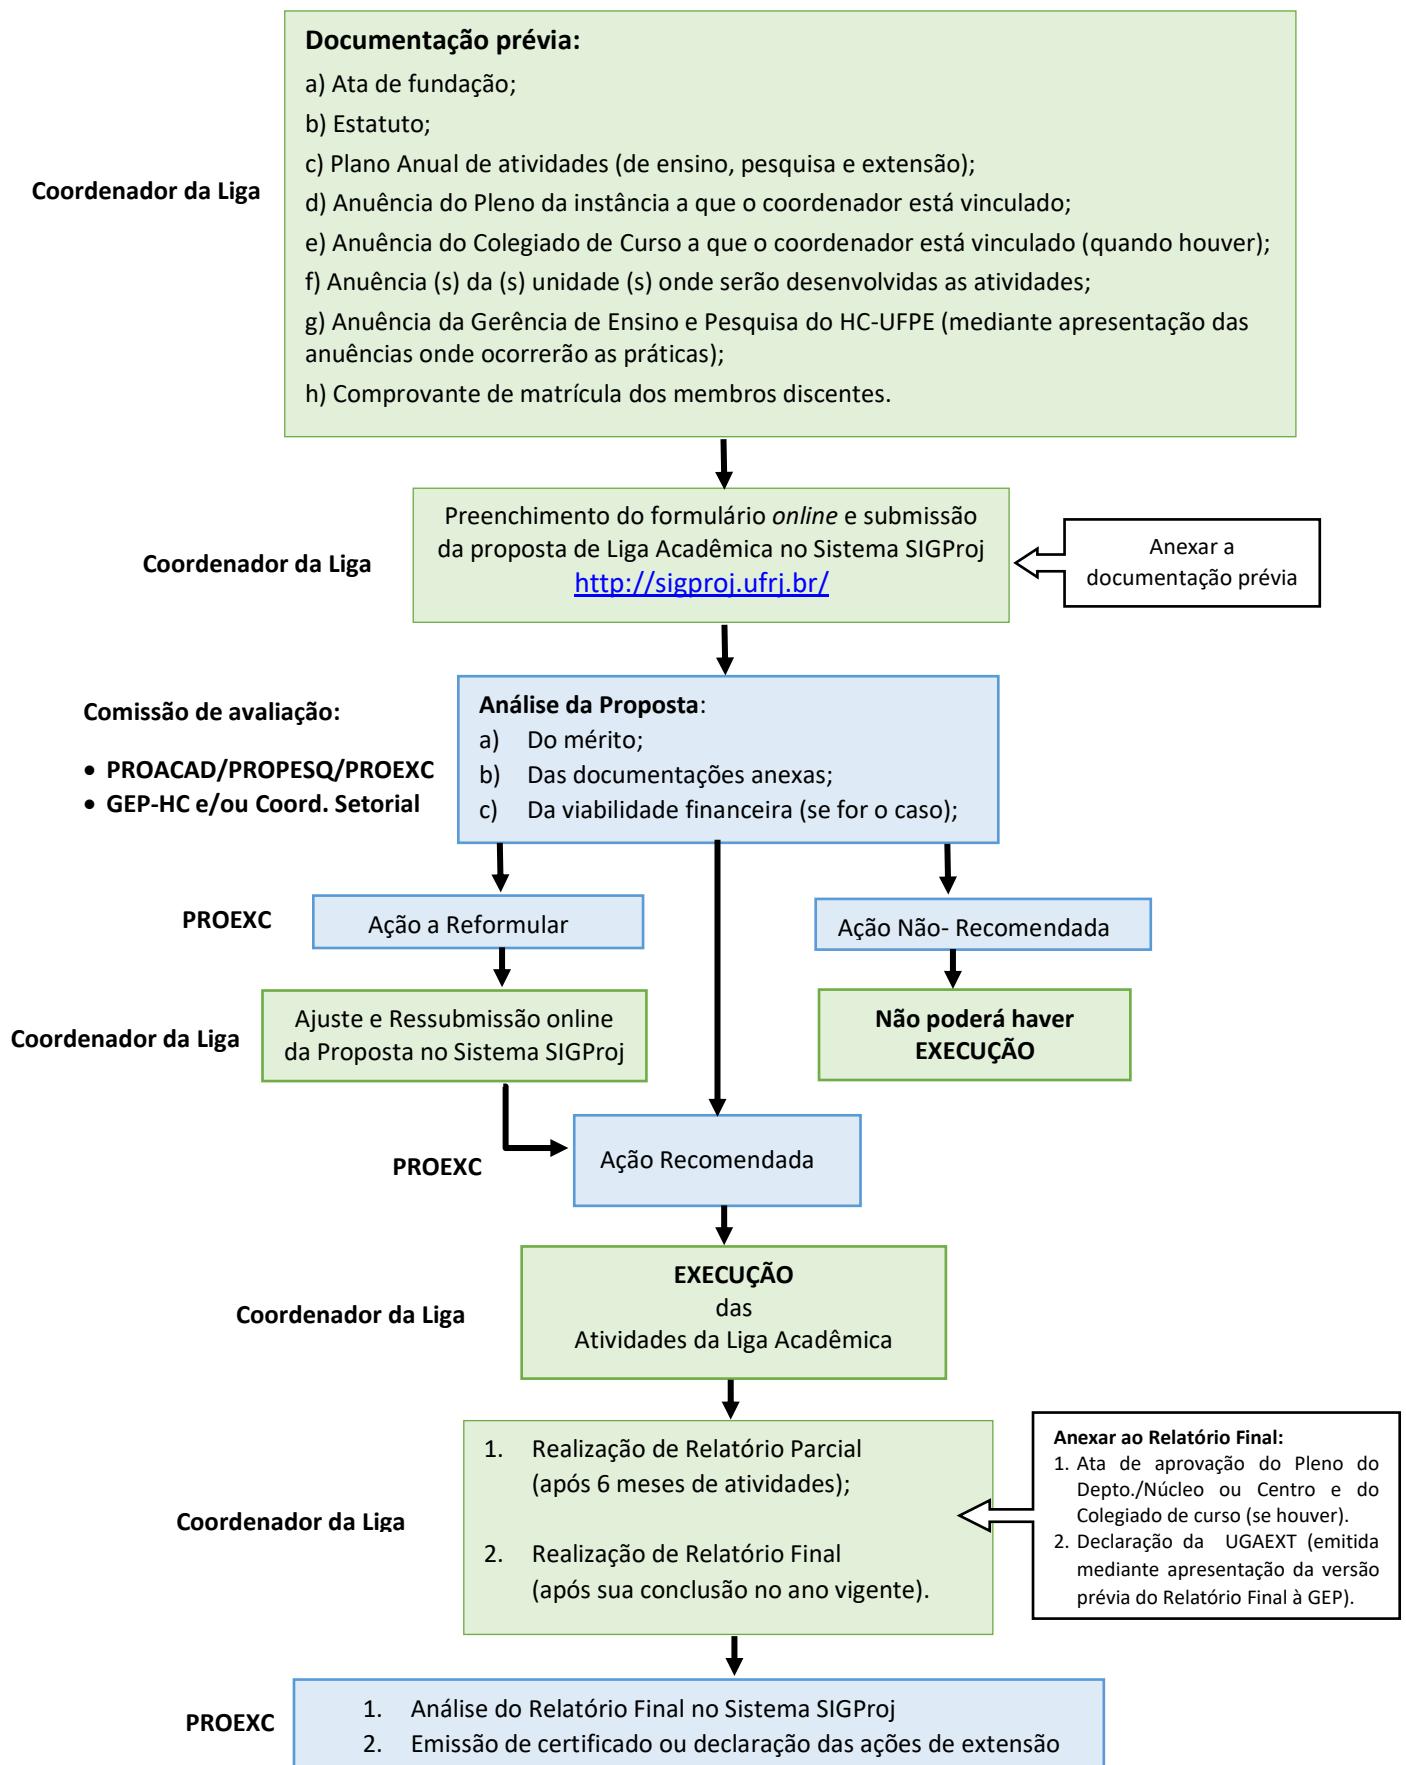 Documentação prévia:
a) Ata de fundação;
b) Estatuto;
c) Plano Anual de atividades (de ensino, pesquisa e extensão);
Coordenador da Liga
d) Anuência do Pleno da instância a que o coordenador está vinculado;
e) Anuência do Colegiado de Curso a que o coordenador está vinculado (quando houver);
f) Anuência (s) da (s) unidade (s) onde serão desenvolvidas as atividades;
g) Anuência da Gerência de Ensino e Pesquisa do HC-UFPE (mediante apresentação das
anuências onde ocorrerão as práticas);
h) Comprovante de matrícula dos membros discentes.
Coordenador da Liga
Preenchimento do formulário online e submissão
da proposta de Liga Acadêmica no Sistema SIGProj
http://sigproj.ufrj.br/
Anexar a
documentação prévia
Comissão de avaliação:
• PROACAD/PROPESQ/PROEXC
• GEP-HC e/ou Coord. Setorial
Análise da Proposta:
a) Do mérito;
b) Das documentações anexas;
c) Da viabilidade financeira (se for o caso);
PROEXC
Ação a Reformular
Ação Não- Recomendada
Coordenador da Liga
Ajuste e Ressubmissão online
da Proposta no Sistema SIGProj
Não poderá haver
EXECUÇÃO
PROEXC
Ação Recomendada
Coordenador da Liga
EXECUÇÃO
das
Atividades da Liga Acadêmica
Coordenador da Liga
1. Realização de Relatório Parcial
(após 6 meses de atividades);
2. Realização de Relatório Final
(após sua conclusão no ano vigente).
Anexar ao Relatório Final:
1. Ata de aprovação do Pleno do
Depto./Núcleo ou Centro e do
Colegiado de curso (se houver).
2. Declaração da UGAEXT (emitida
mediante apresentação da versão
prévia do Relatório Final à GEP).
PROEXC
1. Análise do Relatório Final no Sistema SIGProj
2. Emissão de certificado ou declaração das ações de extensão